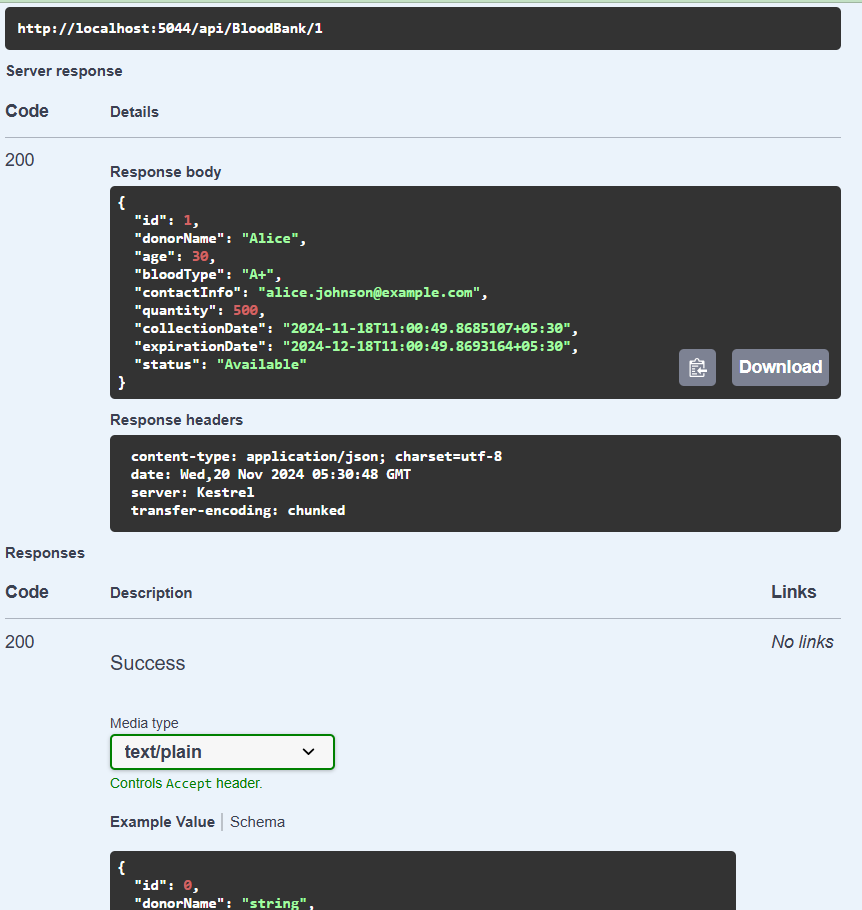 http://localhost:5044/api/BloodBank/1
Server response
Code Details
200
Response body
{
"id": 1,
"donorName": "Alice",
"age": 30,
"bloodType": "A+",
"contactInfo": "alice.johnson@example.com",
"quantity": 500,
"collectionDate": "2024-11-18T11:00:49.8685107+05:30",
"expirationDate": "2024-12-18T11:00:49.8693164+05:30",
"status": "Available"
}
Download
Response headers
content-type: application/json; charset=utf-8
date: Wed,20 Nov 2024 05:30:48 GMT
server: Kestrel
transfer-encoding: chunked
Responses
Code Description Links
200 No links
Success
Media type
text/plain
Controls Accept header.
Example Value Schema
{
"id": 0,
"donorName": "string",